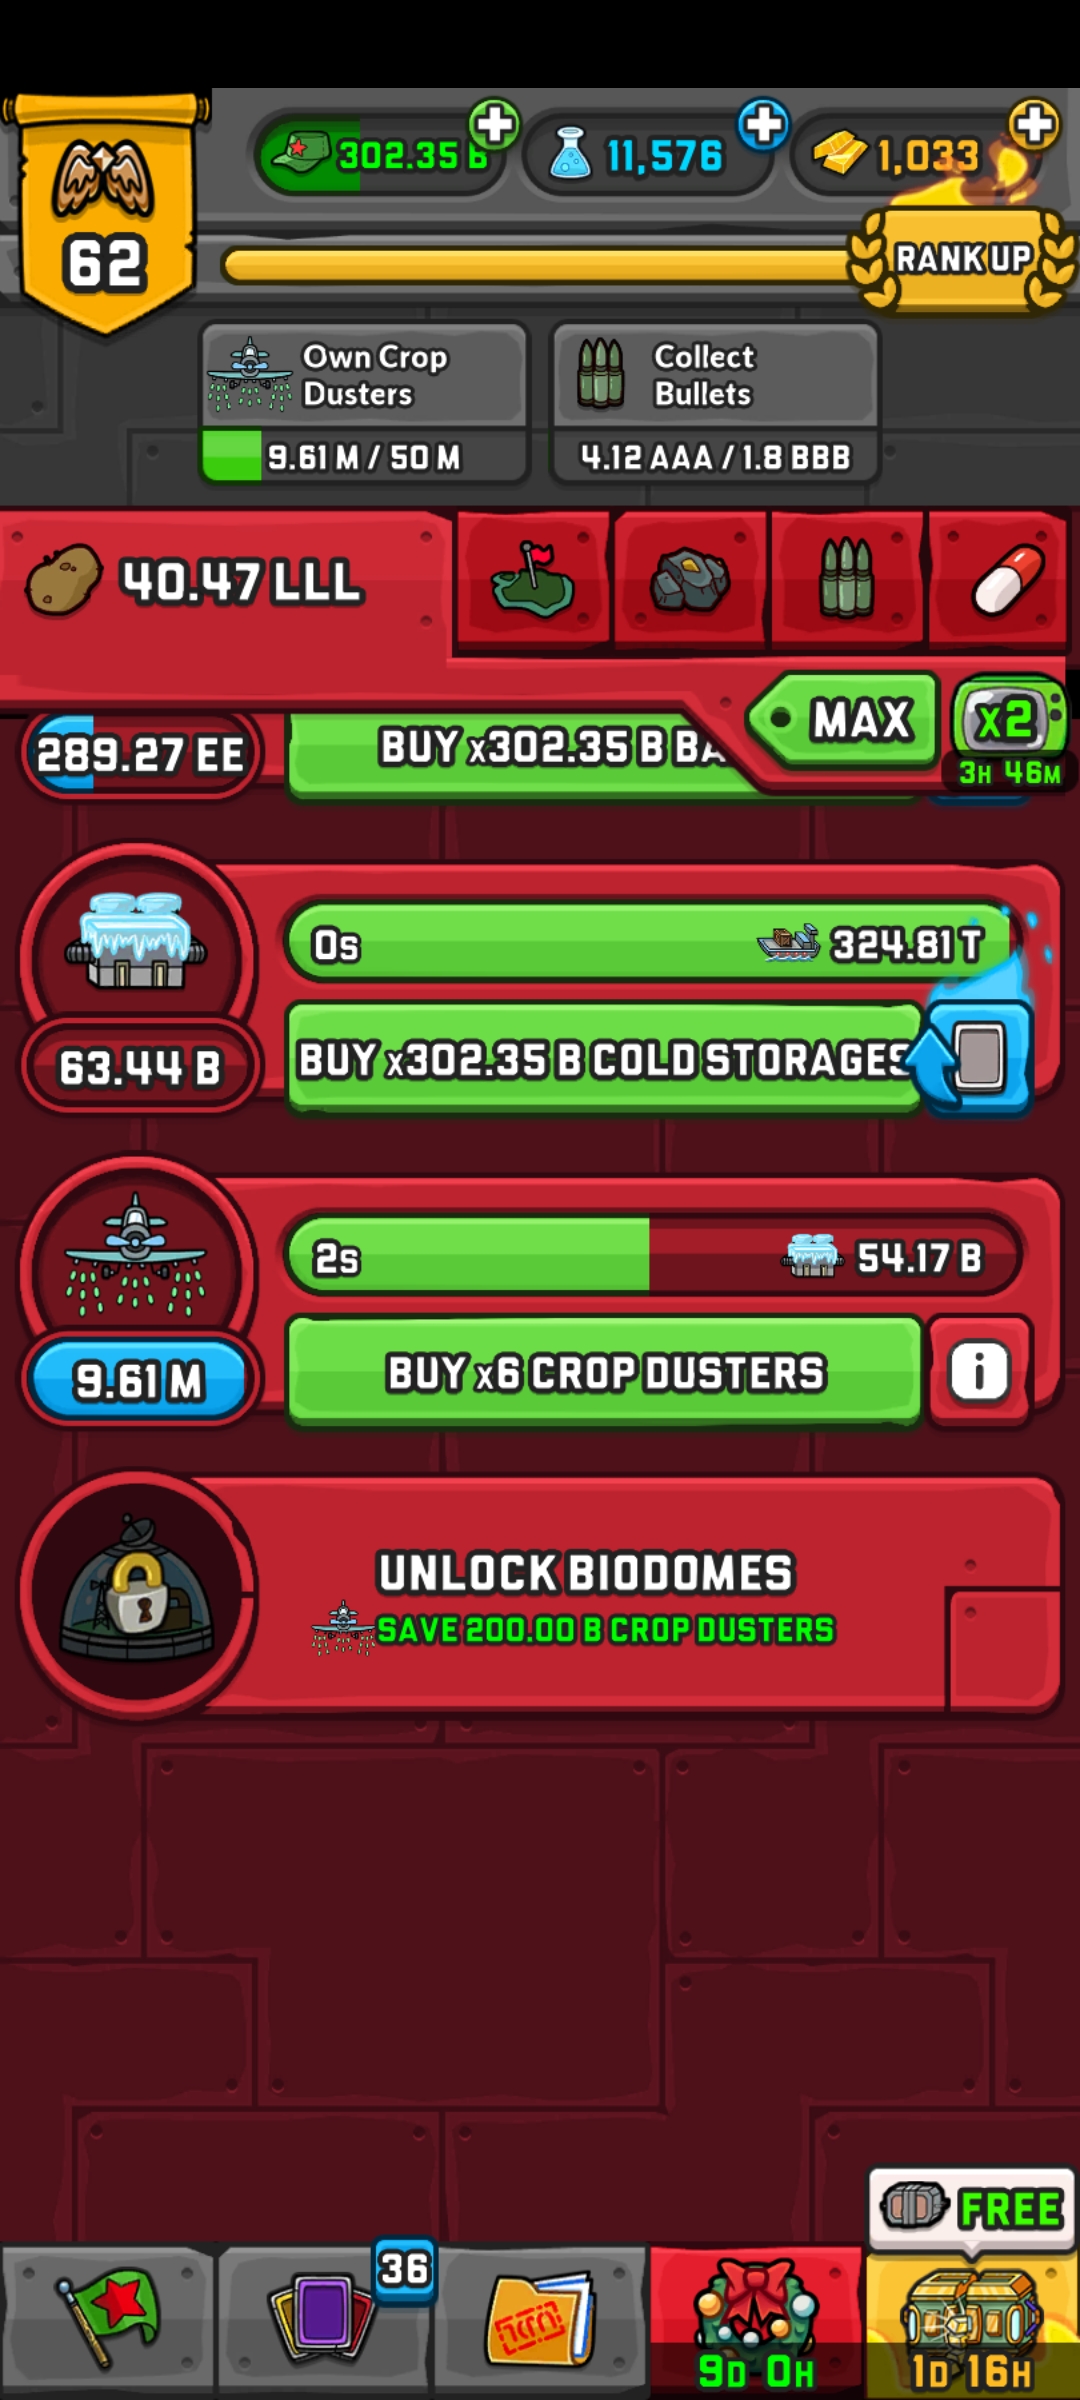 302.35 B
11,576
1,033
62
RANK UP
Own Crop
Dusters
9.61 M / 50 M
Collect
Bullets
4.12 AAA / 1.8 BBB
40.47 LLL
MAX
x2
3H 46M
289.27 EE
BUY x302.35 B BA
0s
324.81 T
63.44 B
BUY x302.35 B COLD STORAGES
2s
54.17 B
9.61 M
BUY x6 CROP DUSTERS
i
UNLOCK BIODOMES
SAVE 200.00 B CROP DUSTERS
FREE
36
9D 0H
1D 16H